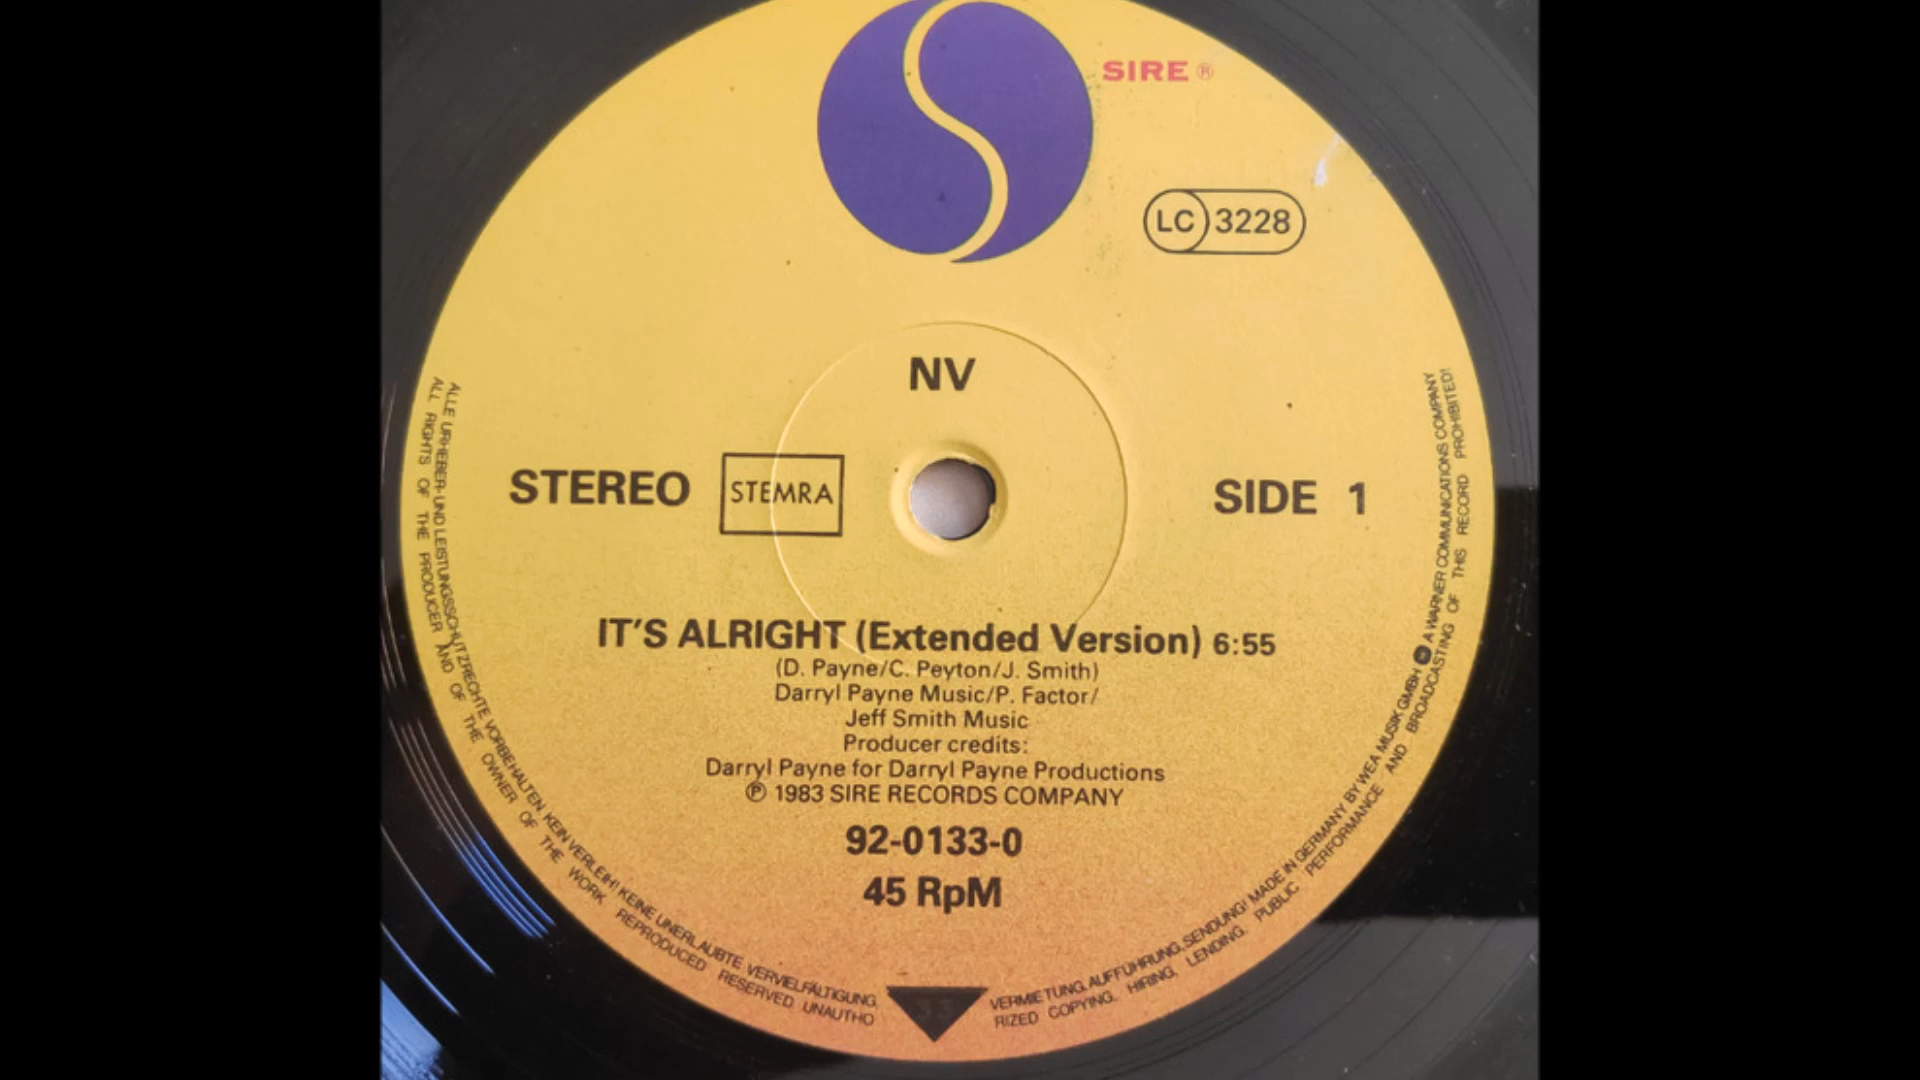 SIRE ®
LC 3228
NV
STEREO STEMRA SIDE 1
IT'S ALRIGHT (Extended Version) 6:55
(D. Payne/C. Peyton/J. Smith)
Darryl Payne Music/P. Factor/
Jeff Smith Music
Producer credits:
Darryl Payne for Darryl Payne Productions
℗ 1983 SIRE RECORDS COMPANY
92-0133-0
45 RpM
33
ALLE URHEBER- UND LEISTUNGSSCHUTZRECHTE VORBEHALTEN. KEIN VERLEIH! KEINE UNERLAUBTE VERVIELFÄLTIGUNG, VERMIETUNG, AUFFÜHRUNG, SENDUNG! MADE IN GERMANY BY WEA MUSIK GMBH A WARNER COMMUNICATIONS COMPANY
ALL RIGHTS OF THE PRODUCER AND OF THE OWNER OF THE WORK REPRODUCED RESERVED UNAUTHO RIZED COPYING, HIRING, LENDING, PUBLIC PERFORMANCE AND BROADCASTING OF THIS RECORD PROHIBITED!